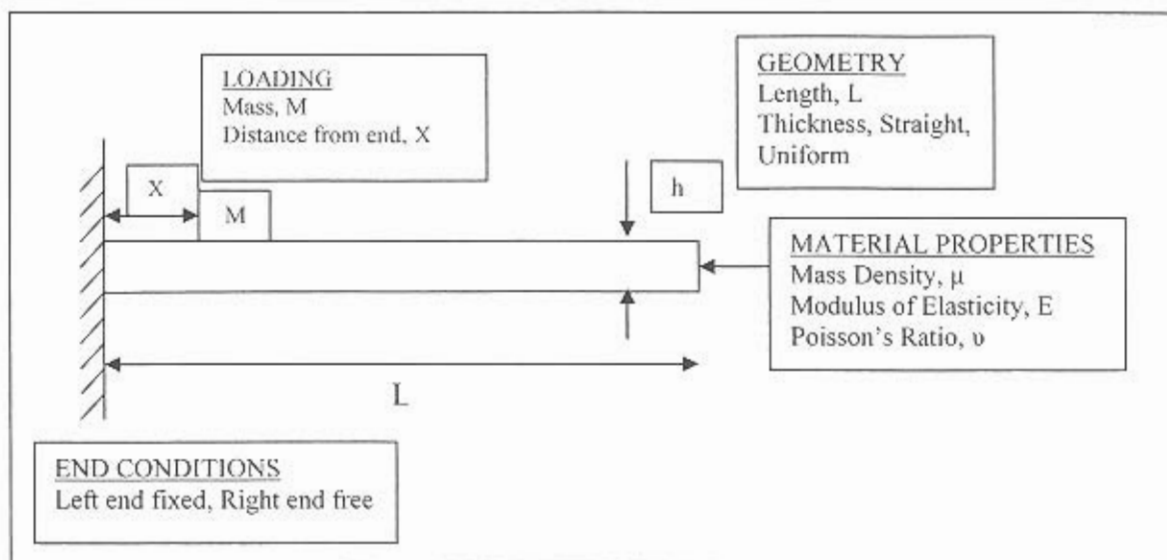 LOADING
Mass, M
Distance from end, X
GEOMETRY
Length, L
Thickness, Straight,
Uniform
X
M
h
MATERIAL PROPERTIES
Mass Density, μ
Modulus of Elasticity, E
Poisson's Ratio, υ
L
END CONDITIONS
Left end fixed, Right end free